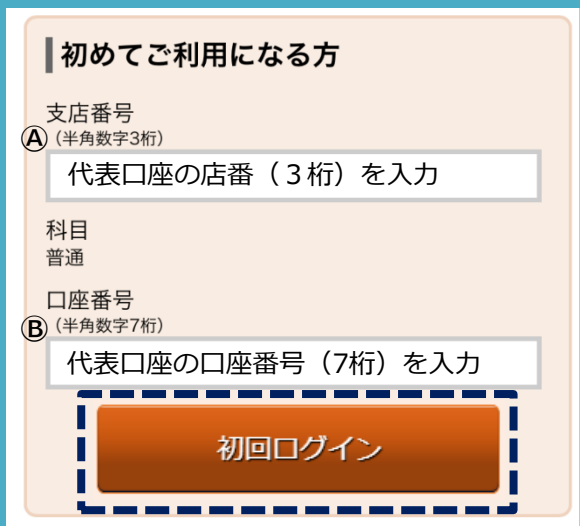 初めてご利用になる方
支店番号
Ⓐ（半角数字3桁）
代表口座の店番（３桁）を入力
科目
普通
口座番号
Ⓑ（半角数字7桁）
代表口座の口座番号（7桁）を入力
初回ログイン